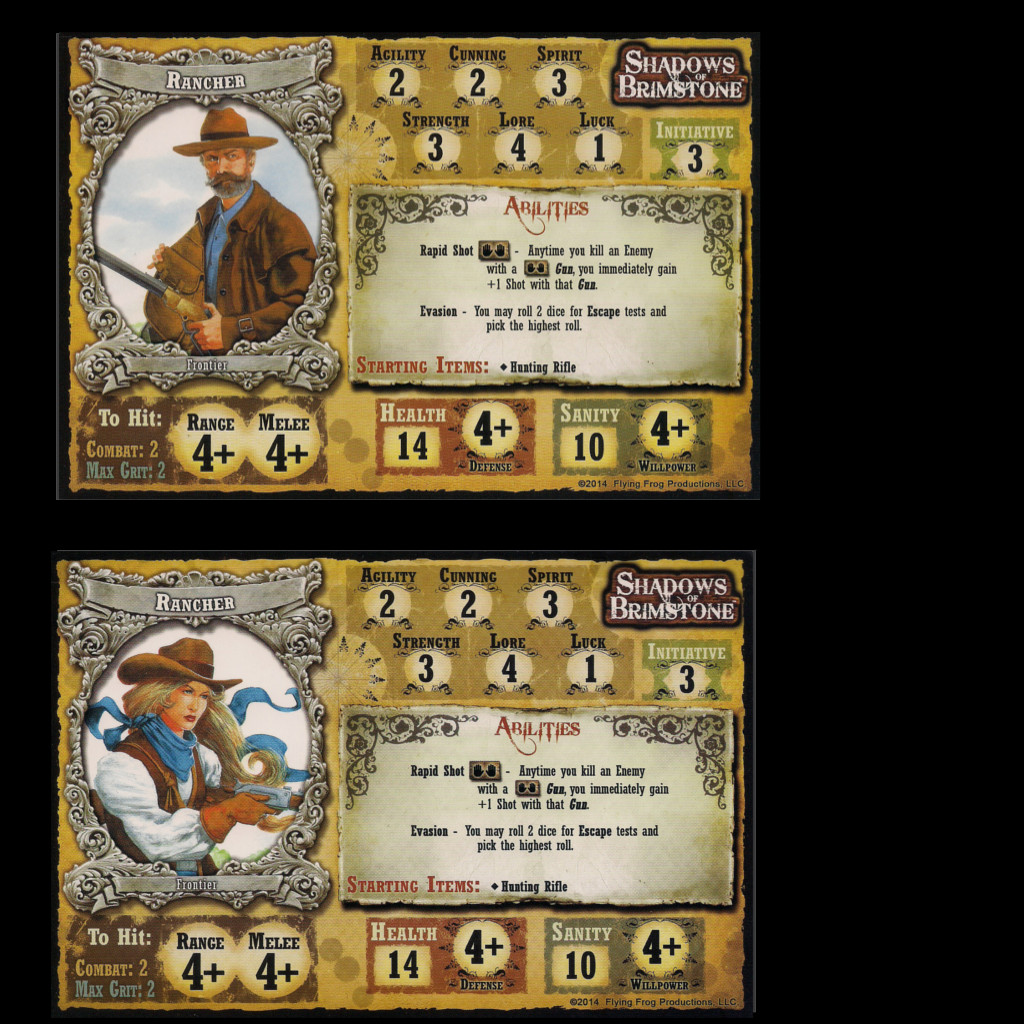 Rancher
Agility Cunning Spirit
2 2 3
Shadows of Brimstone
Strength Lore Luck
3 4 1
Initiative
3
Abilities
Rapid Shot - Anytime you kill an Enemy
with a Gun, you immediately gain
+1 Shot with that Gun.
Evasion - You may roll 2 dice for Escape tests and
pick the highest roll.
Starting Items: ◆ Hunting Rifle
Frontier
To Hit: Range Melee
4+ 4+
Combat: 2
Max Grit: 2
Health
14
4+
Defense
Sanity
10
4+
Willpower
©2014 Flying Frog Productions, LLC
Rancher
Agility Cunning Spirit
2 2 3
Shadows of Brimstone
Strength Lore Luck
3 4 1
Initiative
3
Abilities
Rapid Shot - Anytime you kill an Enemy
with a Gun, you immediately gain
+1 Shot with that Gun.
Evasion - You may roll 2 dice for Escape tests and
pick the highest roll.
Starting Items: ◆ Hunting Rifle
Frontier
To Hit: Range Melee
4+ 4+
Combat: 2
Max Grit: 2
Health
14
4+
Defense
Sanity
10
4+
Willpower
©2014 Flying Frog Productions, LLC